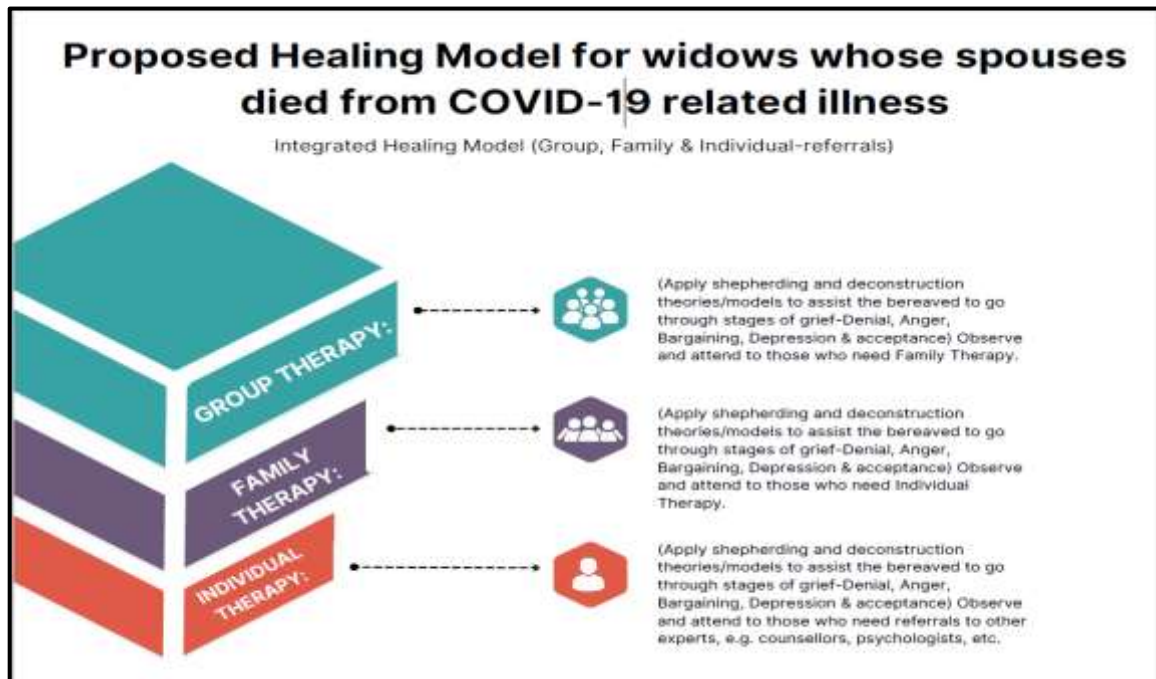 Proposed Healing Model for widows whose spouses
died from COVID-19 related illness
Integrated Healing Model (Group, Family & Individual-referrals)
GROUP THERAPY:
(Apply shepherding and deconstruction
theories/models to assist the bereaved to go
through stages of grief-Denial, Anger,
Bargaining, Depression & acceptance) Observe
and attend to those who need Family Therapy.
FAMILY
THERAPY:
(Apply shepherding and deconstruction
theories/models to assist the bereaved to go
through stages of grief-Denial, Anger,
Bargaining, Depression & acceptance) Observe
and attend to those who need Individual
Therapy.
INDIVIDUAL
THERAPY:
(Apply shepherding and deconstruction
theories/models to assist the bereaved to go
through stages of grief-Denial, Anger,
Bargaining, Depression & acceptance) Observe
and attend to those who need referrals to other
experts, e.g. counsellors, psychologists, etc.